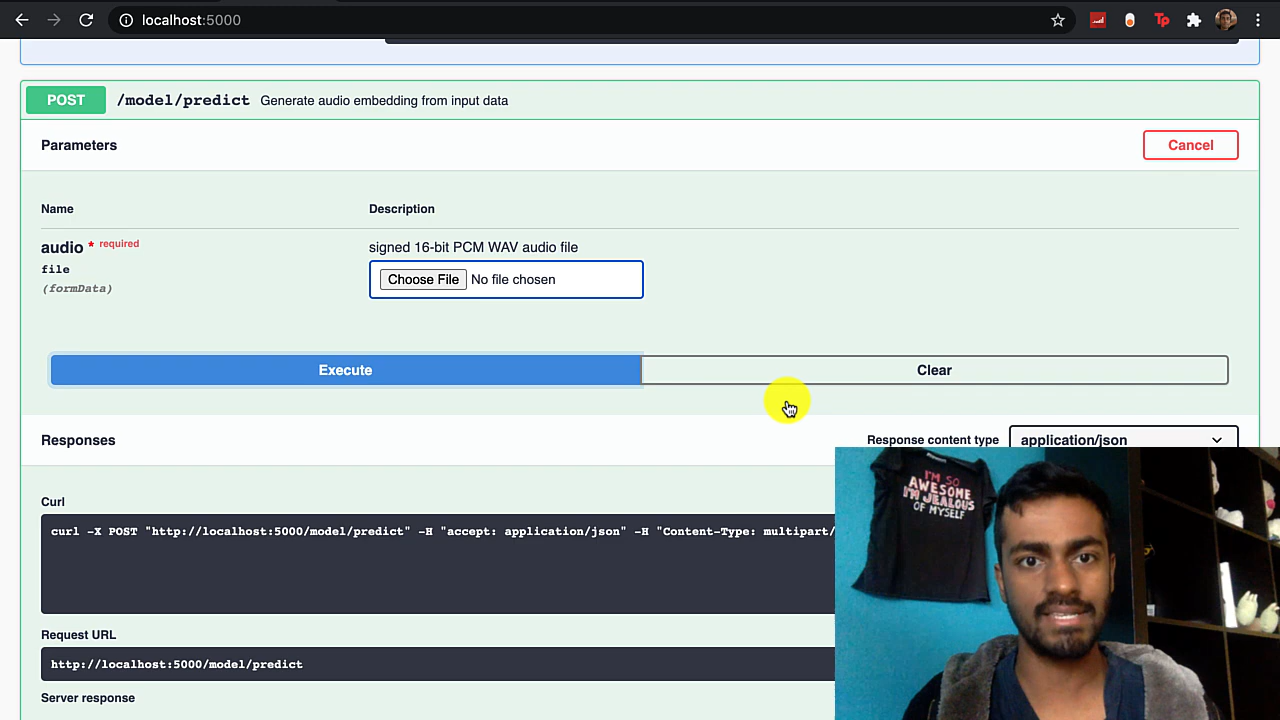 localhost:5000
Tp
POST /model/predict Generate audio embedding from input data
Parameters
Cancel
Name Description
audio * required signed 16-bit PCM WAV audio file
file
Choose File No file chosen
(formData)
Execute Clear
Responses Response content type application/json
Curl
curl -X POST "http://localhost:5000/model/predict" -H "accept: application/json" -H "Content-Type: multipart/
Request URL
http://localhost:5000/model/predict
Server response
I'M SO
AWESOME
I'M JEALOUS
OF MYSELF